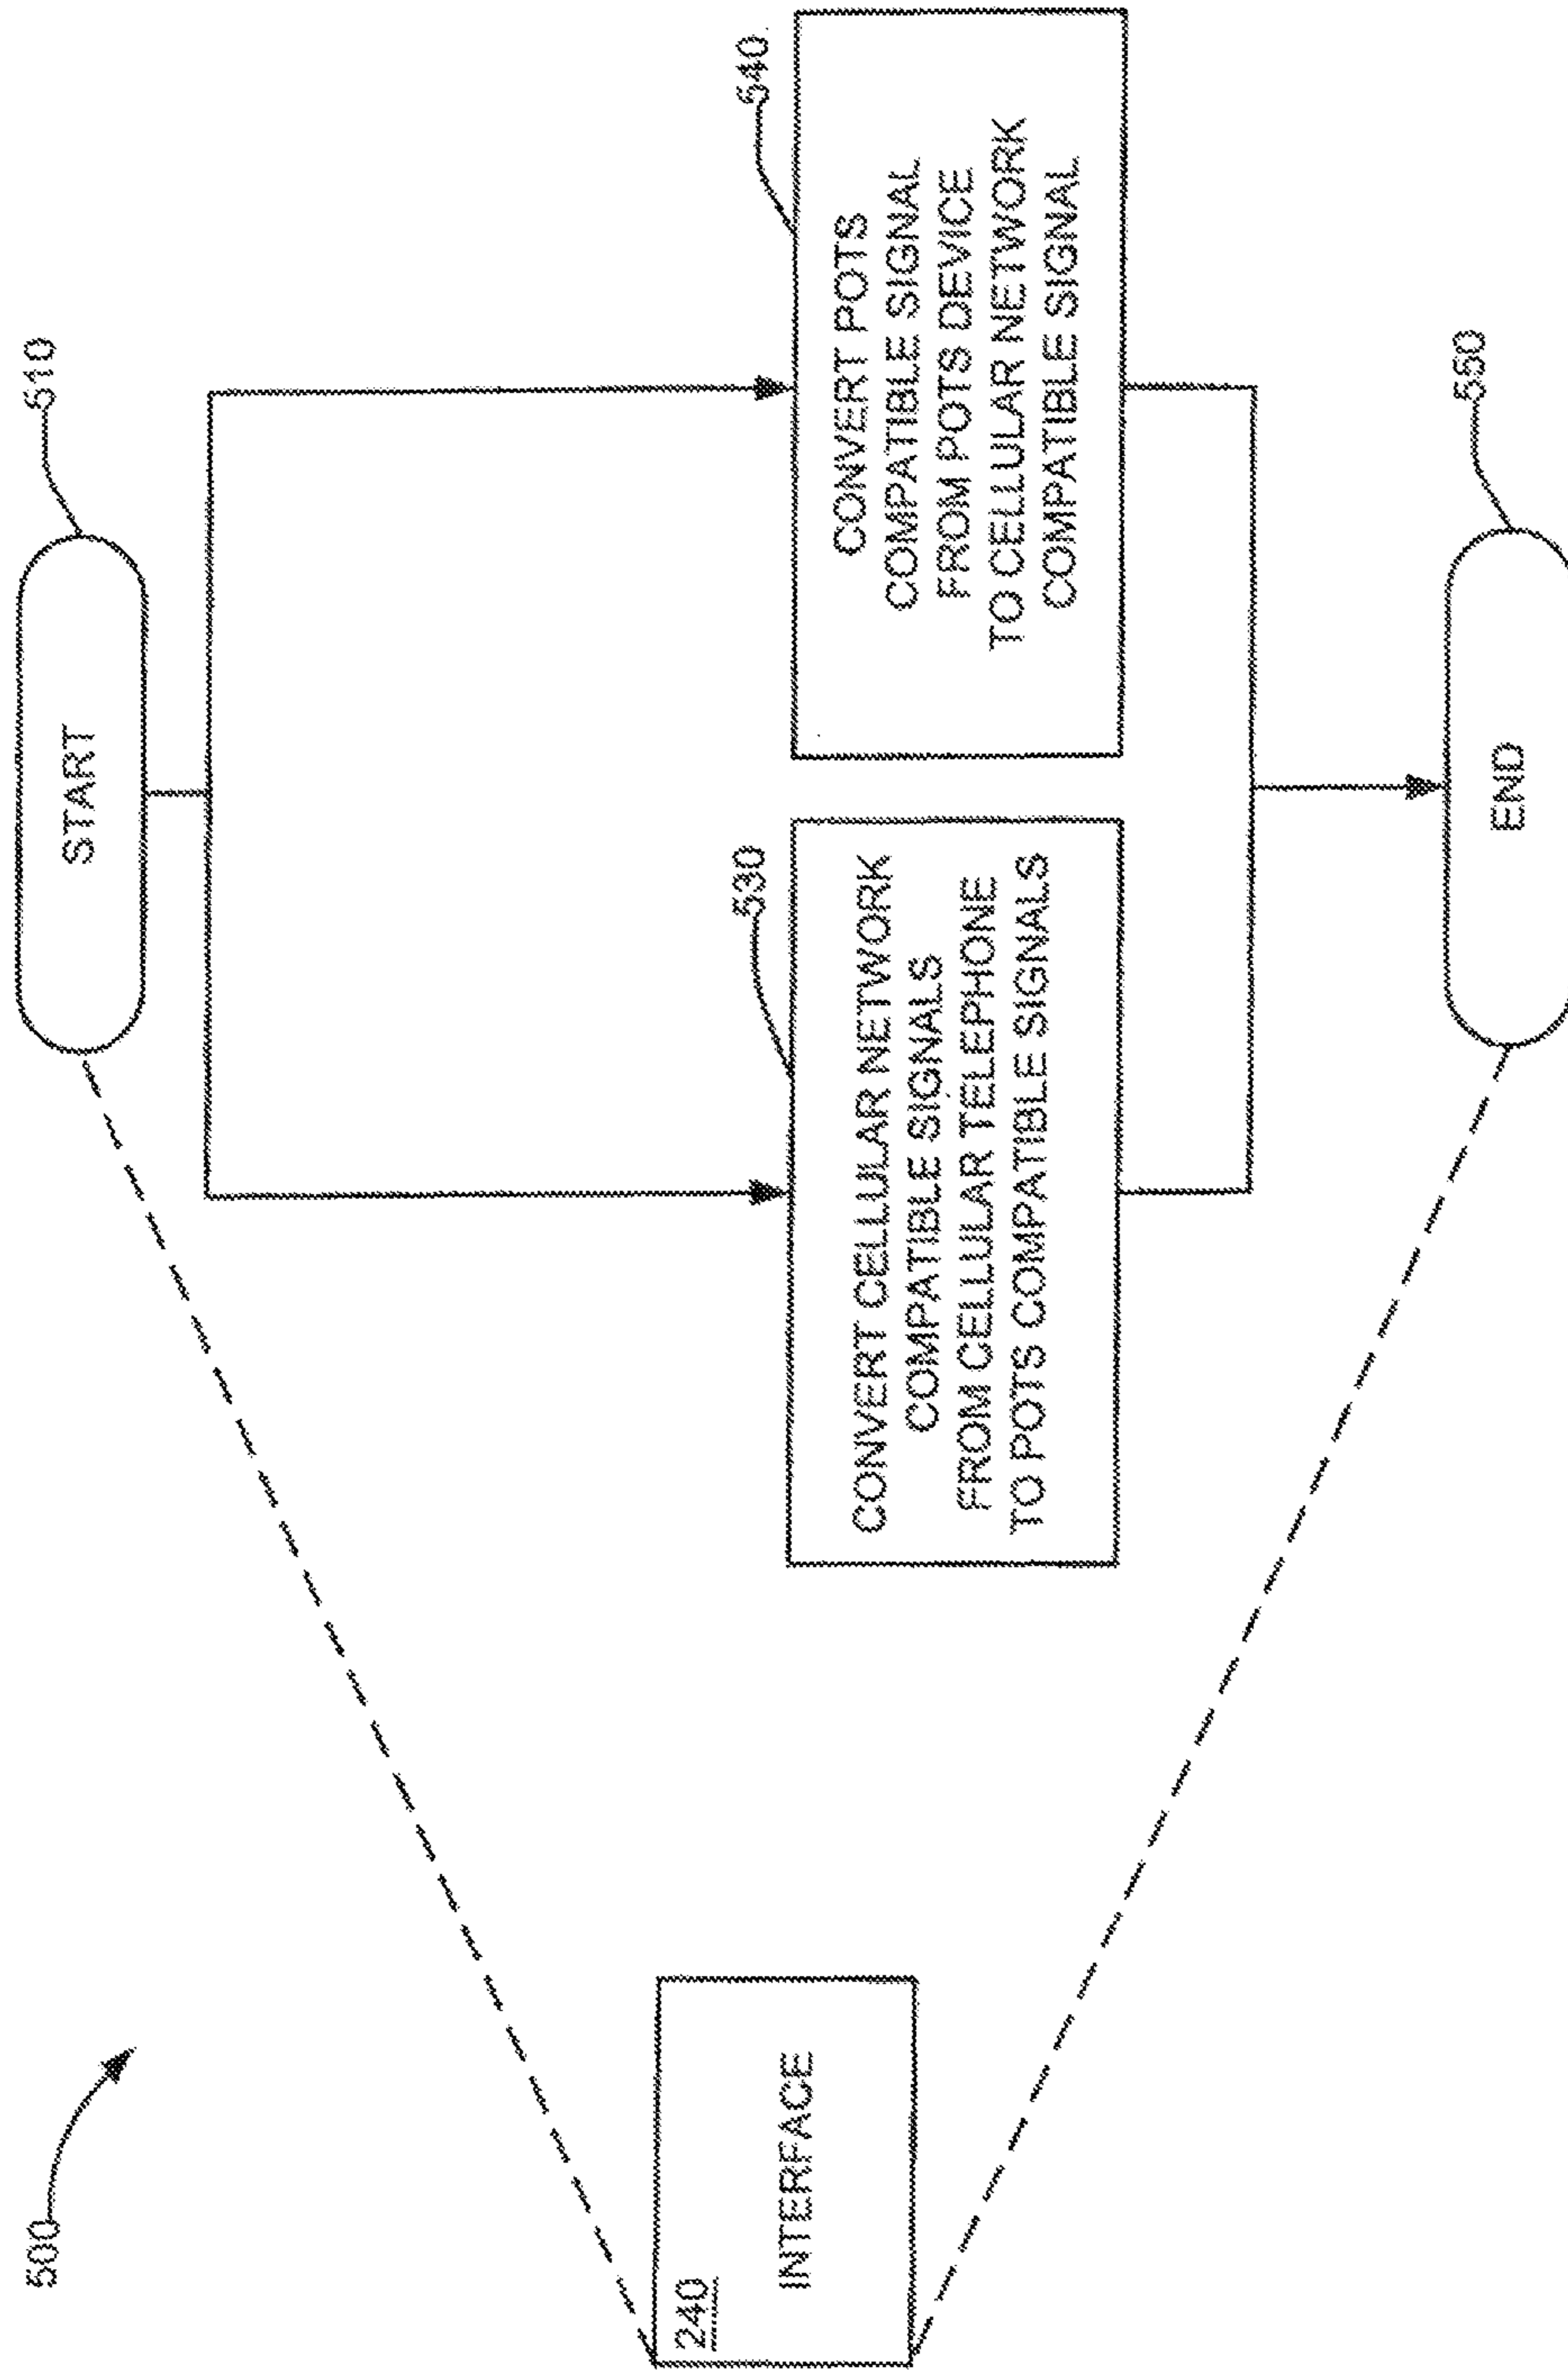 500
START
510
530
CONVERT CELLULAR NETWORK
COMPATIBLE SIGNALS
FROM CELLULAR TELEPHONE
TO POTS COMPATIBLE SIGNALS
540
CONVERT POTS
COMPATIBLE SIGNAL
FROM POTS DEVICE
TO CELLULAR NETWORK
COMPATIBLE SIGNAL
240
INTERFACE
END
550